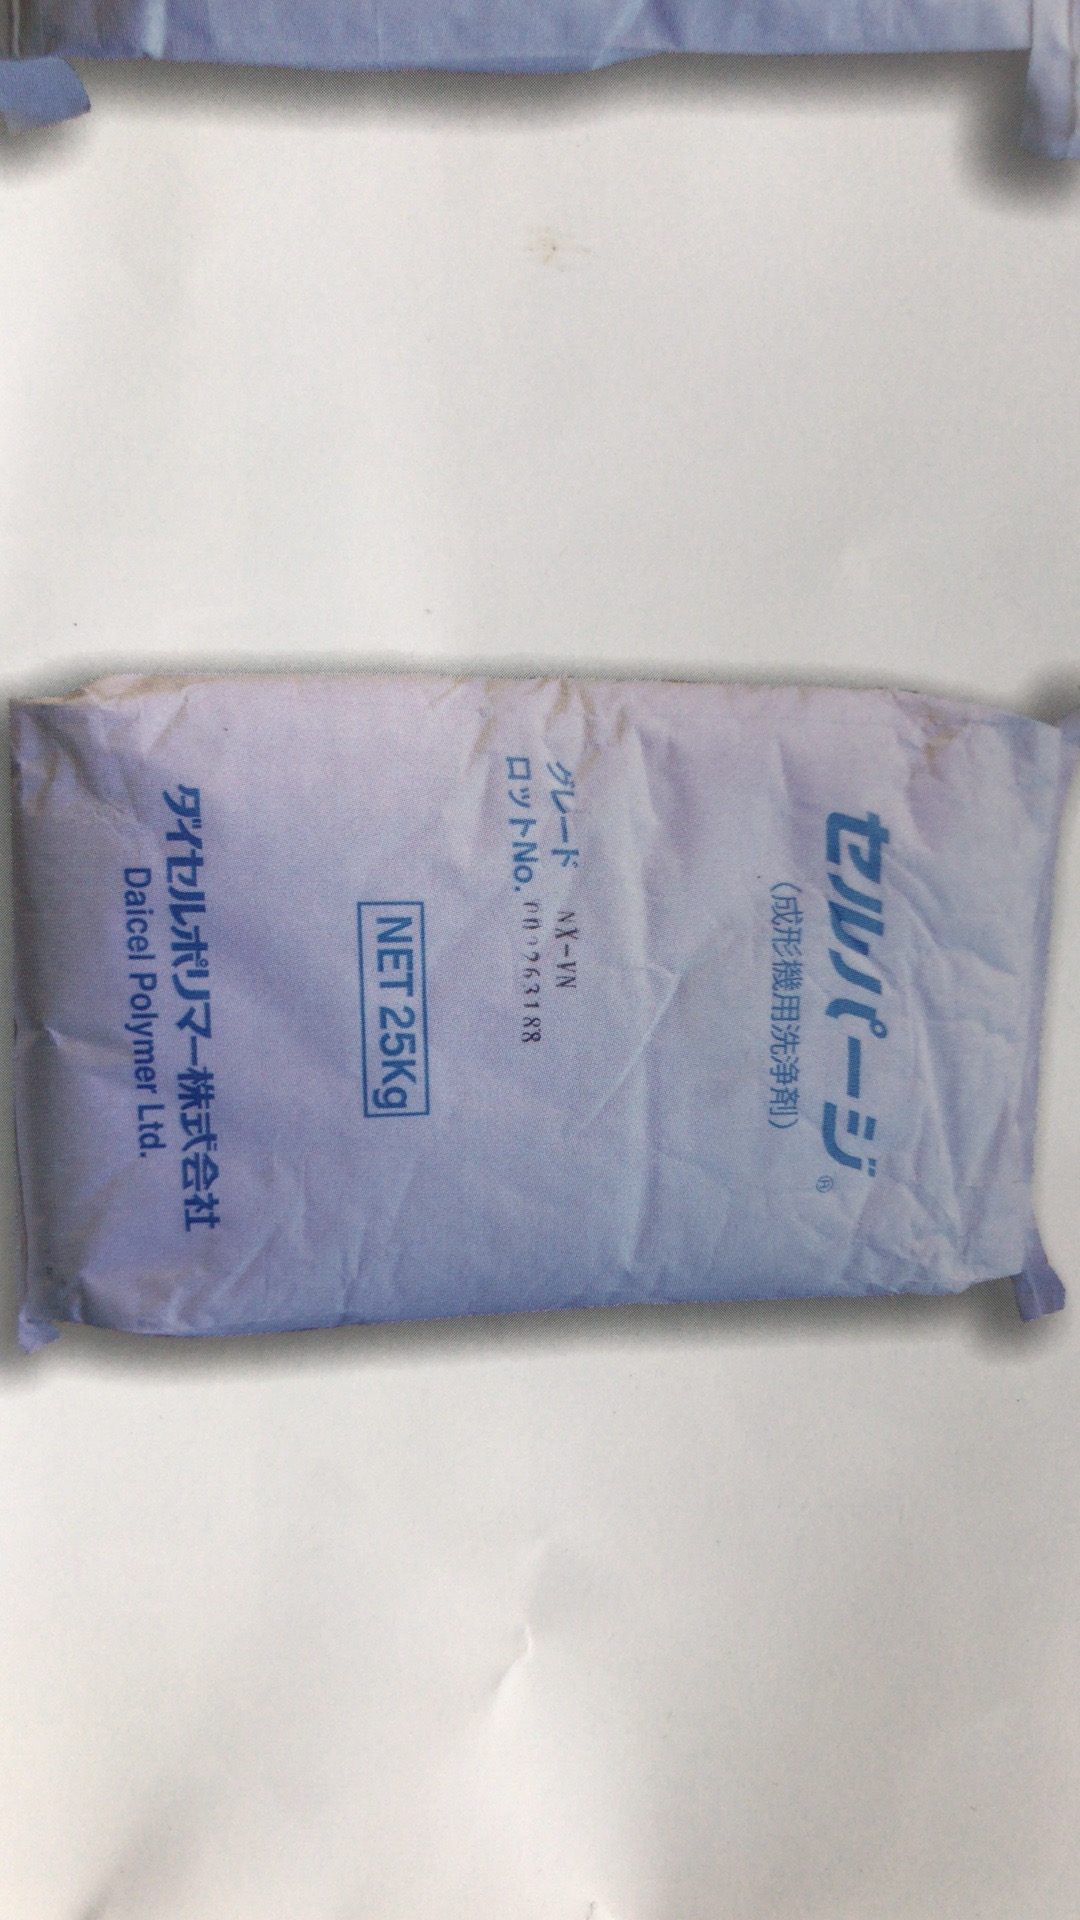 セルパージ®
(成形機用洗浄剤)
グレード NX-VN
ロットNo. 00263188
NET 25Kg
ダイセルポリマー株式会社
Daicel Polymer Ltd.